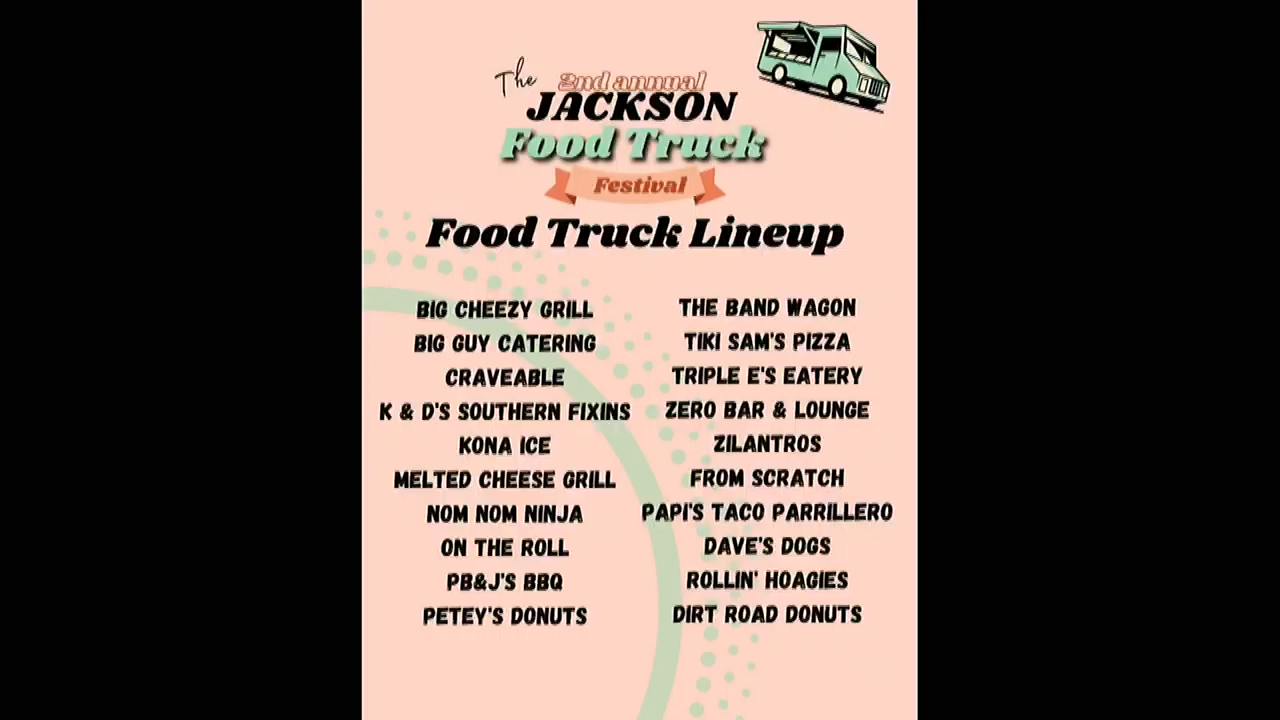 The 2nd annual
JACKSON
Food Truck
Festival
Food Truck Lineup
BIG CHEEZY GRILL
BIG GUY CATERING
CRAVEABLE
K & D'S SOUTHERN FIXINS
KONA ICE
MELTED CHEESE GRILL
NOM NOM NINJA
ON THE ROLL
PB&J'S BBQ
PETEY'S DONUTS
THE BAND WAGON
TIKI SAM'S PIZZA
TRIPLE E'S EATERY
ZERO BAR & LOUNGE
ZILANTROS
FROM SCRATCH
PAPI'S TACO PARRILLERO
DAVE'S DOGS
ROLLIN' HOAGIES
DIRT ROAD DONUTS